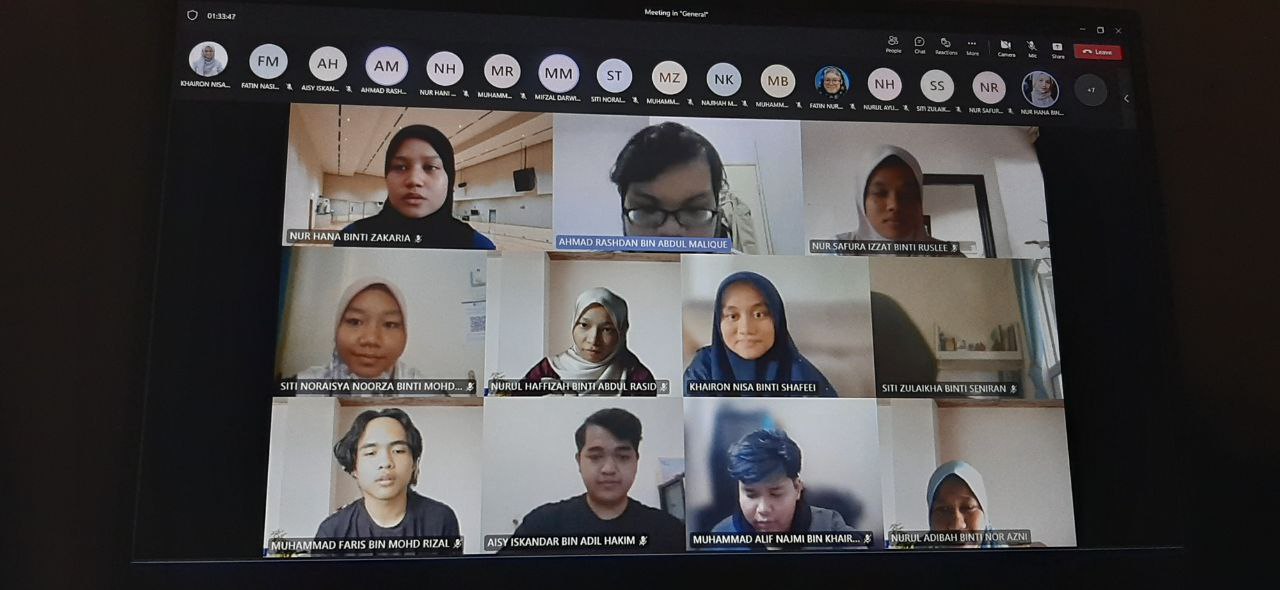 Meeting in "General"
01:33:47
People
Chat
Reactions
More
Camera
Mic
Share
Leave
FM
AH
AM
NH
MR
MM
ST
MZ
NK
MB
NH
SS
NR
+7
KHAIRON NISA...
FATIN NASI...
AISY ISKAN...
AHMAD RASH...
NUR HANI ...
MUHAMM...
MIFZAL DARWI...
SITI NORAI...
MUHAMM...
NAJIHAH M...
MUHAMM...
FATIN NUR...
NURUL AYU...
SITI ZULAIK...
NUR SAFUR...
NUR HANA BIN...
NUR HANA BINTI ZAKARIA
AHMAD RASHDAN BIN ABDUL MALIQUE
NUR SAFURA IZZAT BINTI RUSLEE
SITI NORAISYA NOORZA BINTI MOHD...
NURUL HAFFIZAH BINTI ABDUL RASID
KHAIRON NISA BINTI SHAFEEI
SITI ZULAIKHA BINTI SENIRAN
MUHAMMAD FARIS BIN MOHD RIZAL
AISY ISKANDAR BIN ADIL HAKIM
MUHAMMAD ALIF NAJMI BIN KHAIR...
NURUL ADIBAH BINTI NOR AZNI